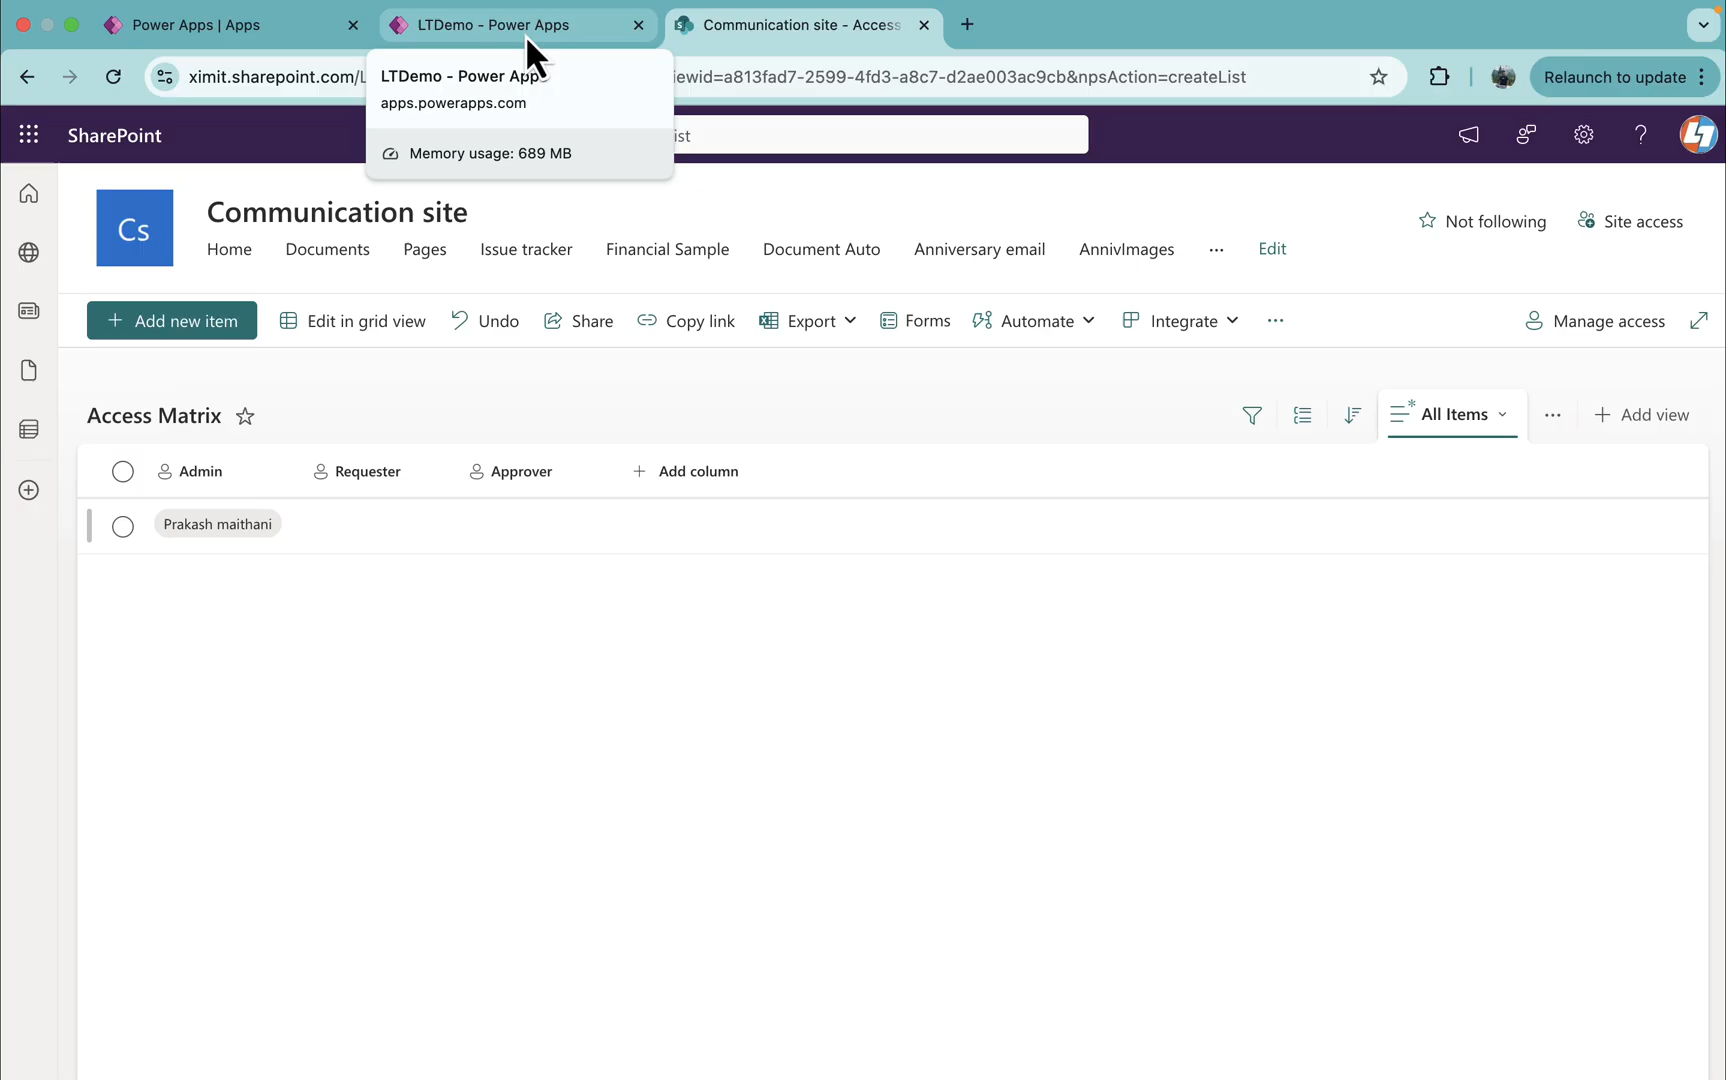 Power Apps | Apps
LTDemo - Power Apps
Communication site - Access
ximit.sharepoint.com/L
iewid=a813fad7-2599-4fd3-a8c7-d2ae003ac9cb&npsAction=createList
Relaunch to update
LTDemo - Power App
apps.powerapps.com
Memory usage: 689 MB
SharePoint
ist
Cs
Communication site
Not following
Site access
Home
Documents
Pages
Issue tracker
Financial Sample
Document Auto
Anniversary email
AnnivImages
Edit
Add new item
Edit in grid view
Undo
Share
Copy link
Export
Forms
Automate
Integrate
Manage access
Access Matrix
All Items
Add view
Admin
Requester
Approver
Add column
Prakash maithani